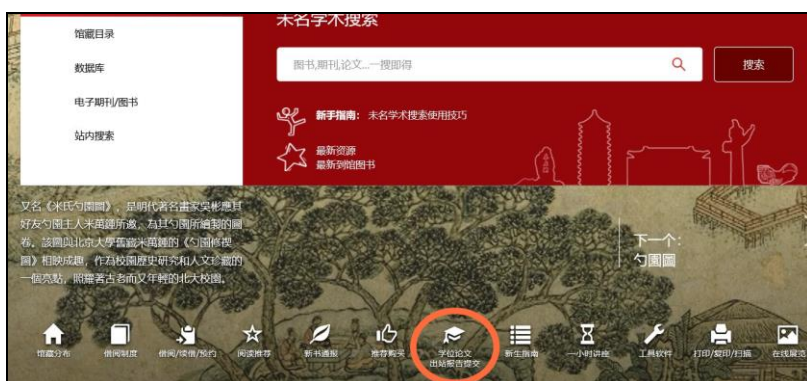 未名学术搜索
馆藏目录
数据库
电子期刊/图书
站内搜索
图书,期刊,论文...一搜即得
搜索
新手指南：未名学术搜索使用技巧
最新资源
最新到馆图书
又名《米氏勺園圖》，是明代著名畫家吳彬應其
好友勺園主人米萬鍾所邀，為其勺園所繪製的圖
卷。該圖與北京大學舊藏米萬鍾的《勺園修禊
圖》相映成趣，作為校園歷史研究和人文珍藏的
一個亮點，照耀著古老而又年輕的北大校園。
下一个：
勺園圖
馆藏分布
借阅制度
借阅/续借/预约
阅读推荐
新书通报
推荐购买
学位论文
出站报告提交
新生指南
一小时讲座
工具软件
打印/复印/扫描
在线展览